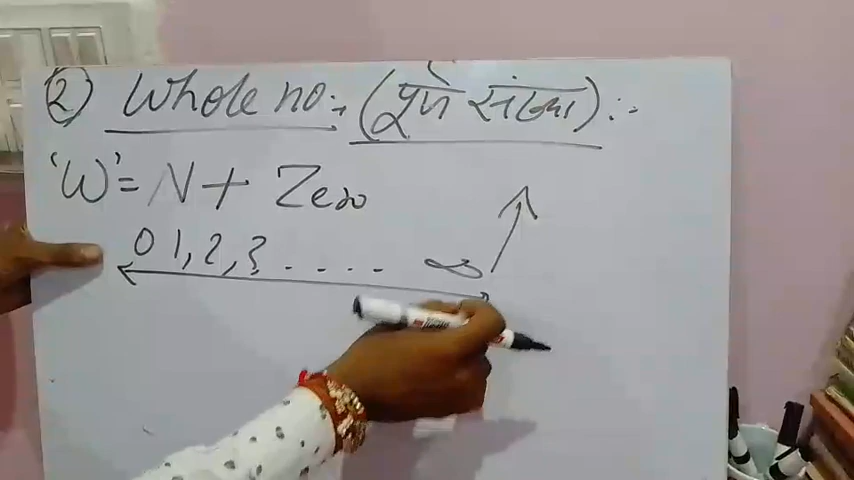 ② Whole no. → (पूर्ण संख्या) :-
'W' = N + Zero
0 1, 2, 3 . . . . ∞